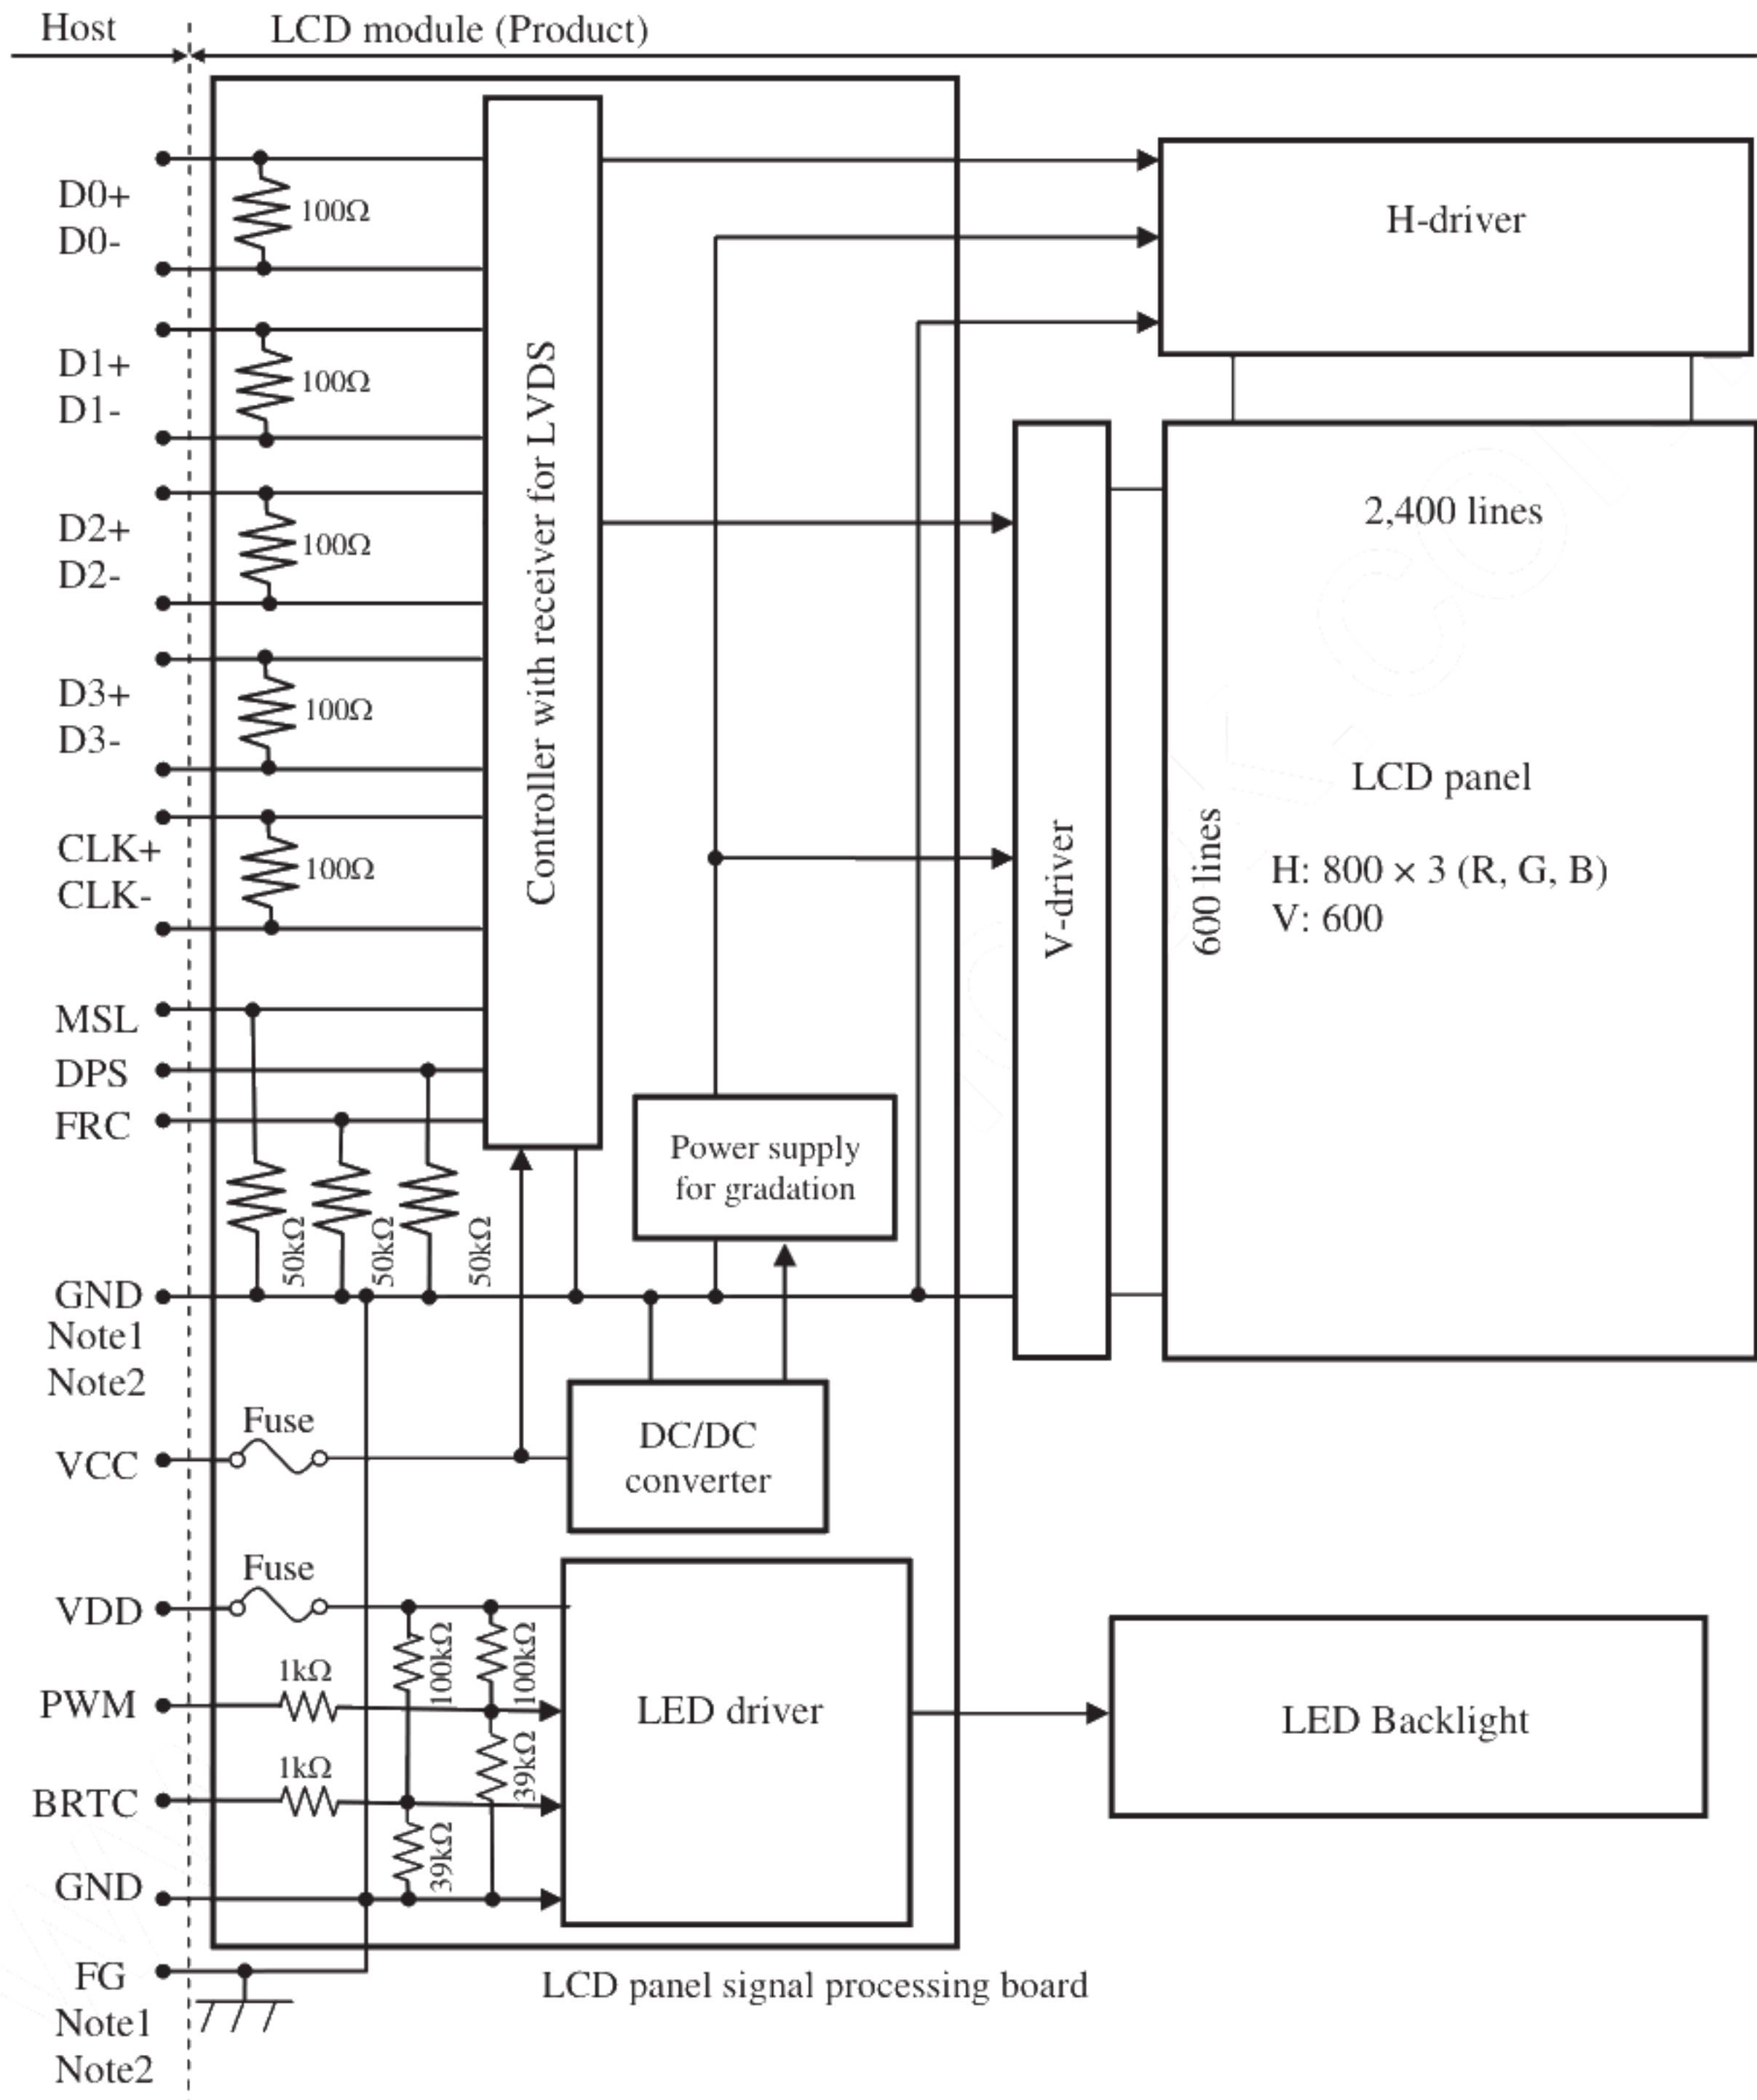 Host
LCD module (Product)
D0+
D0-
100Ω
D1+
D1-
100Ω
D2+
D2-
100Ω
D3+
D3-
100Ω
CLK+
CLK-
100Ω
MSL
DPS
FRC
50kΩ
50kΩ
50kΩ
GND
Note1
Note2
Controller with receiver for LVDS
H-driver
V-driver
2,400 lines
600 lines
LCD panel
H: 800 × 3 (R, G, B)
V: 600
Power supply
for gradation
Fuse
VCC
DC/DC
converter
Fuse
VDD
100kΩ
100kΩ
1kΩ
PWM
39kΩ
1kΩ
BRTC
39kΩ
GND
LED driver
LED Backlight
FG
Note1
Note2
LCD panel signal processing board